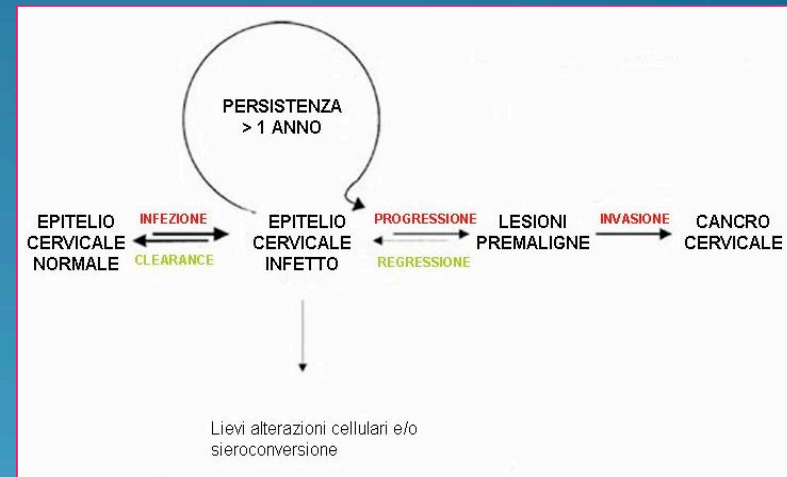 PERSISTENZA
> 1 ANNO
EPITELIO
CERVICALE
NORMALE
INFEZIONE
CLEARANCE
EPITELIO
CERVICALE
INFETTO
PROGRESSIONE
REGRESSIONE
LESIONI
PREMALIGNE
INVASIONE
CANCRO
CERVICALE
Lievi alterazioni cellulari e/o
sieroconversione